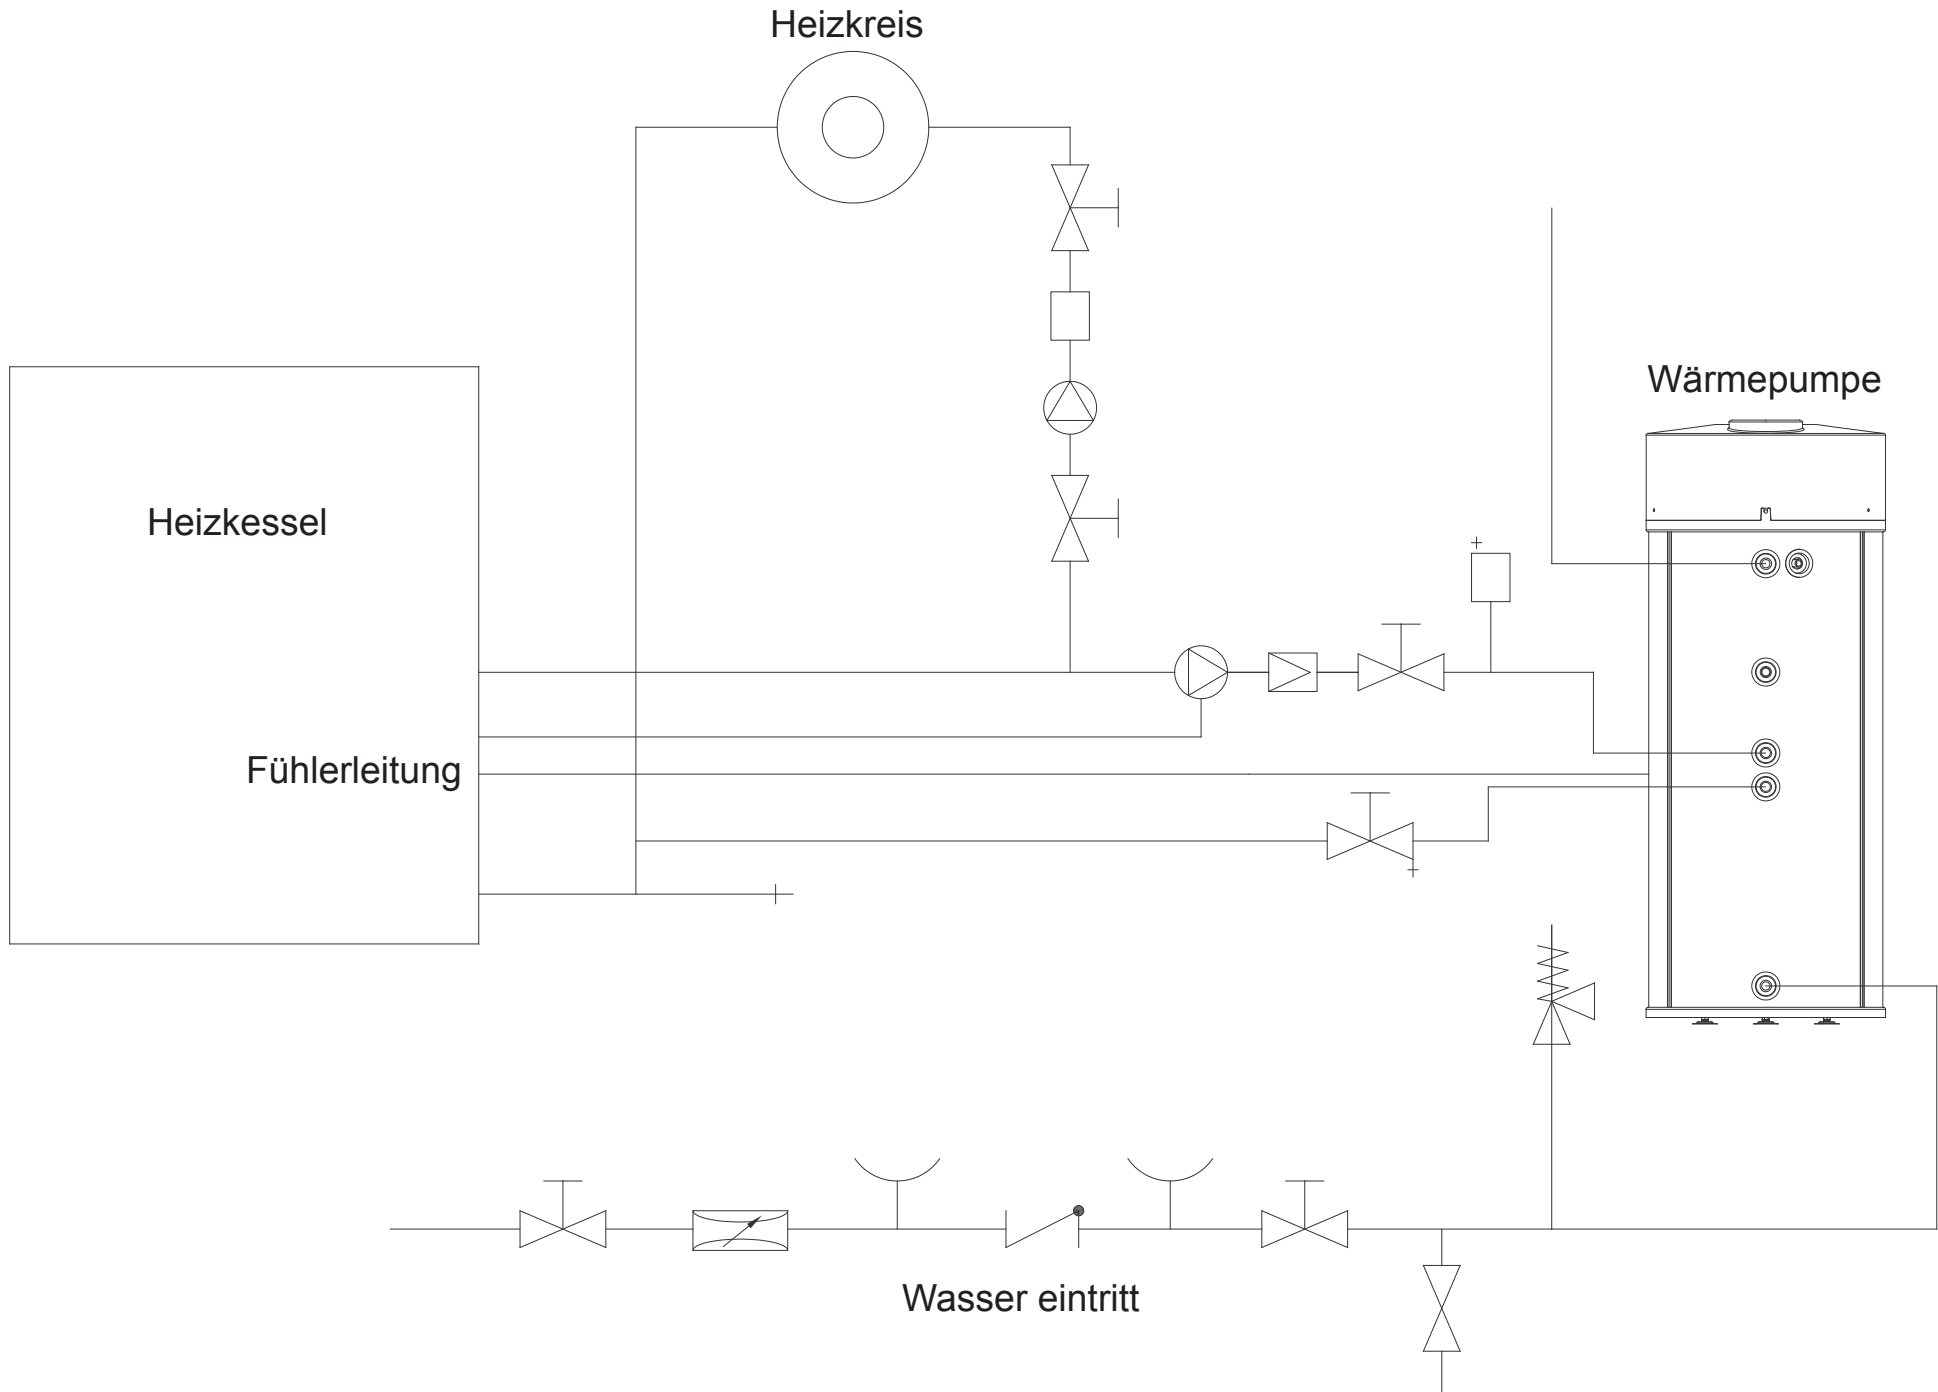 Heizkreis
Wärmepumpe
Heizkessel
Fühlerleitung
Wasser eintritt